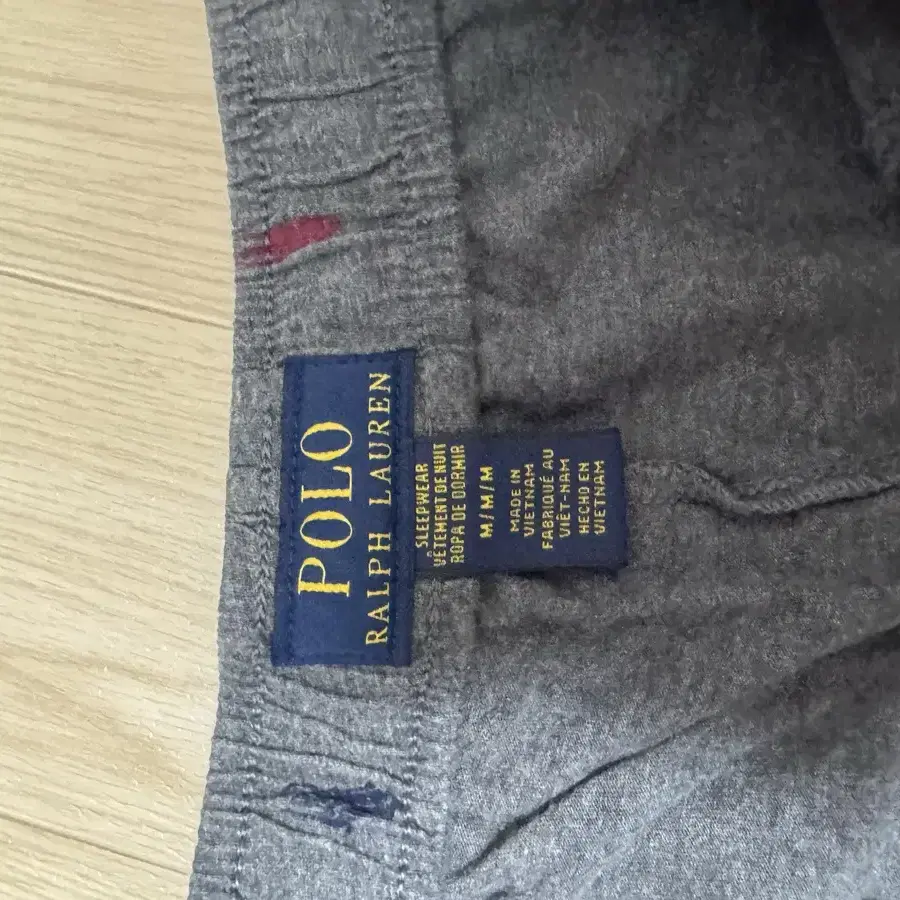 POLO
RALPH LAUREN
SLEEPWEAR
VÊTEMENT DE NUIT
ROPA DE DORMIR
M/M/M
MADE IN
VIETNAM
FABRIQUÉ AU
VIÊT-NAM
HECHO EN
VIETNAM